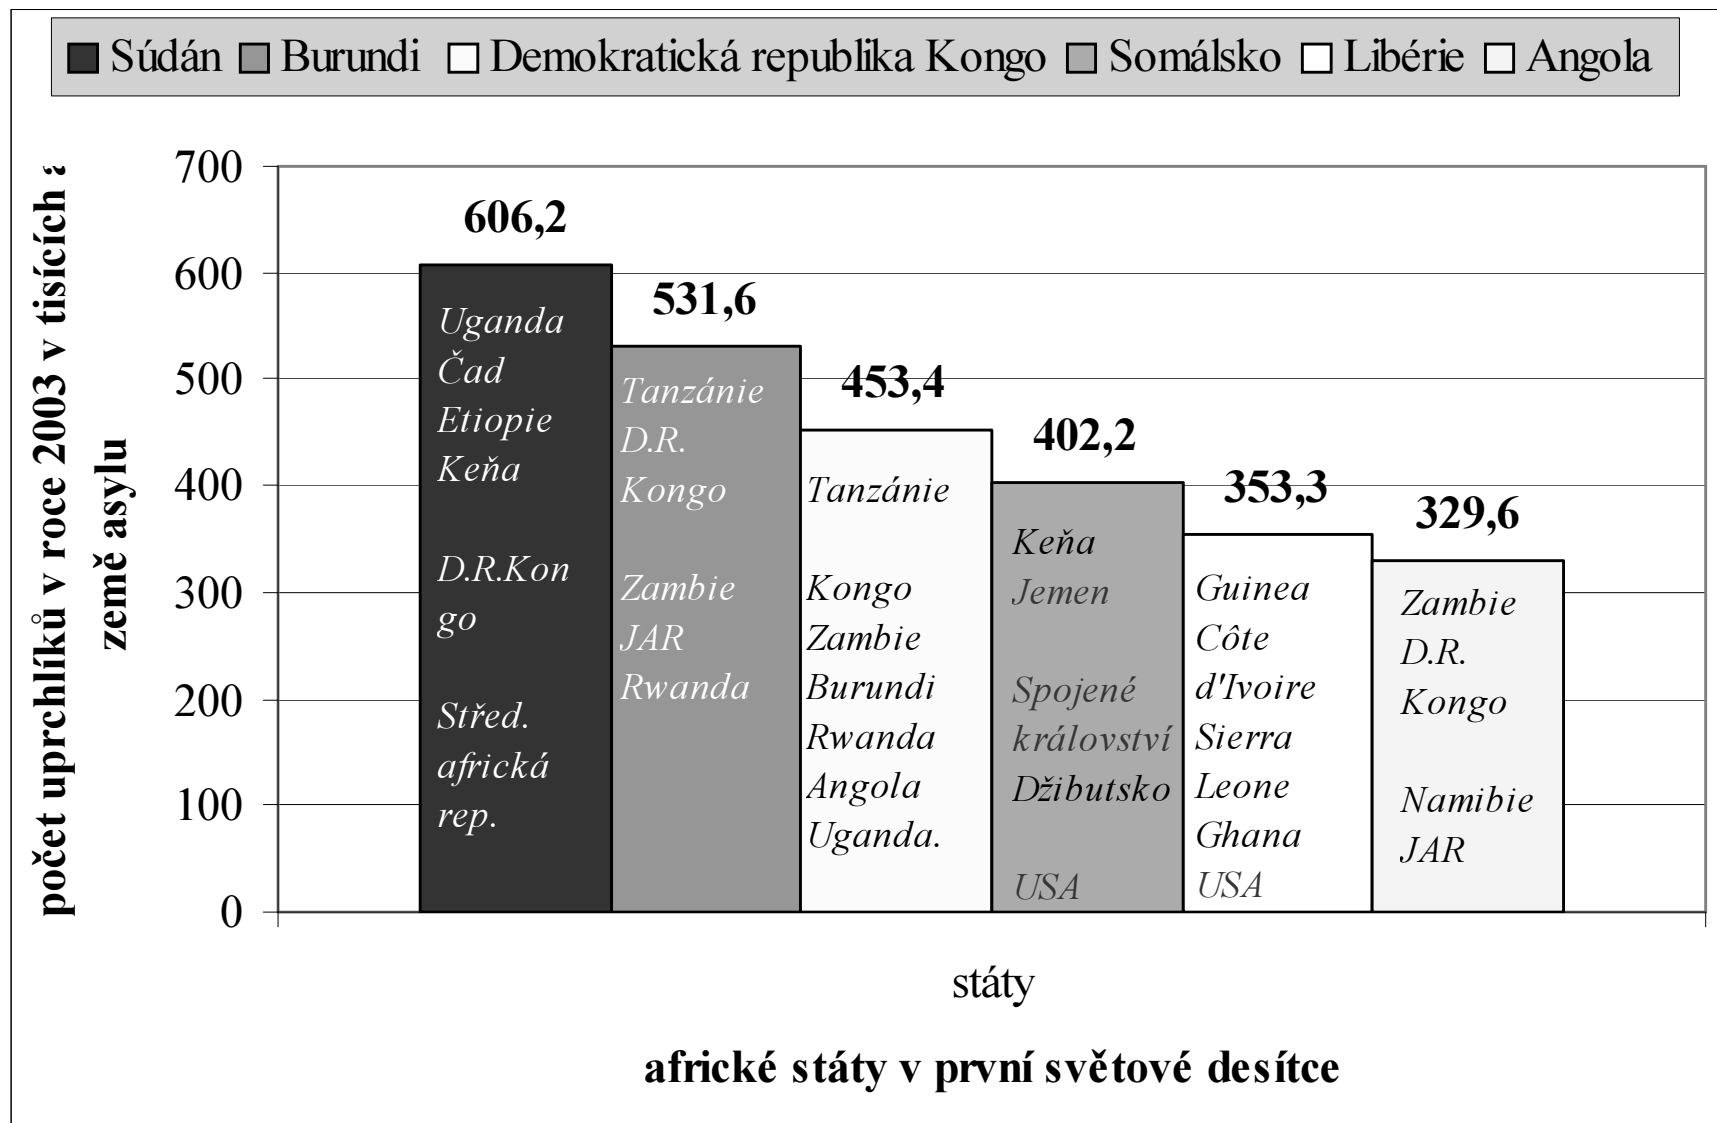 Súdán Burundi Demokratická republika Kongo Somálsko Libérie Angola
počet uprchlíků v roce 2003 v tisících a
země asylu
700
600
500
400
300
200
100
0
606,2
Uganda
Čad
Etiopie
Keňa
D.R.Kon
go
Střed.
africká
rep.
531,6
Tanzánie
D.R.
Kongo
Zambie
JAR
Rwanda
453,4
Tanzánie
Kongo
Zambie
Burundi
Rwanda
Angola
Uganda.
402,2
Keňa
Jemen
Spojené
království
Džibutsko
USA
353,3
Guinea
Côte
d'Ivoire
Sierra
Leone
Ghana
USA
329,6
Zambie
D.R.
Kongo
Namibie
JAR
státy
africké státy v první světové desítce